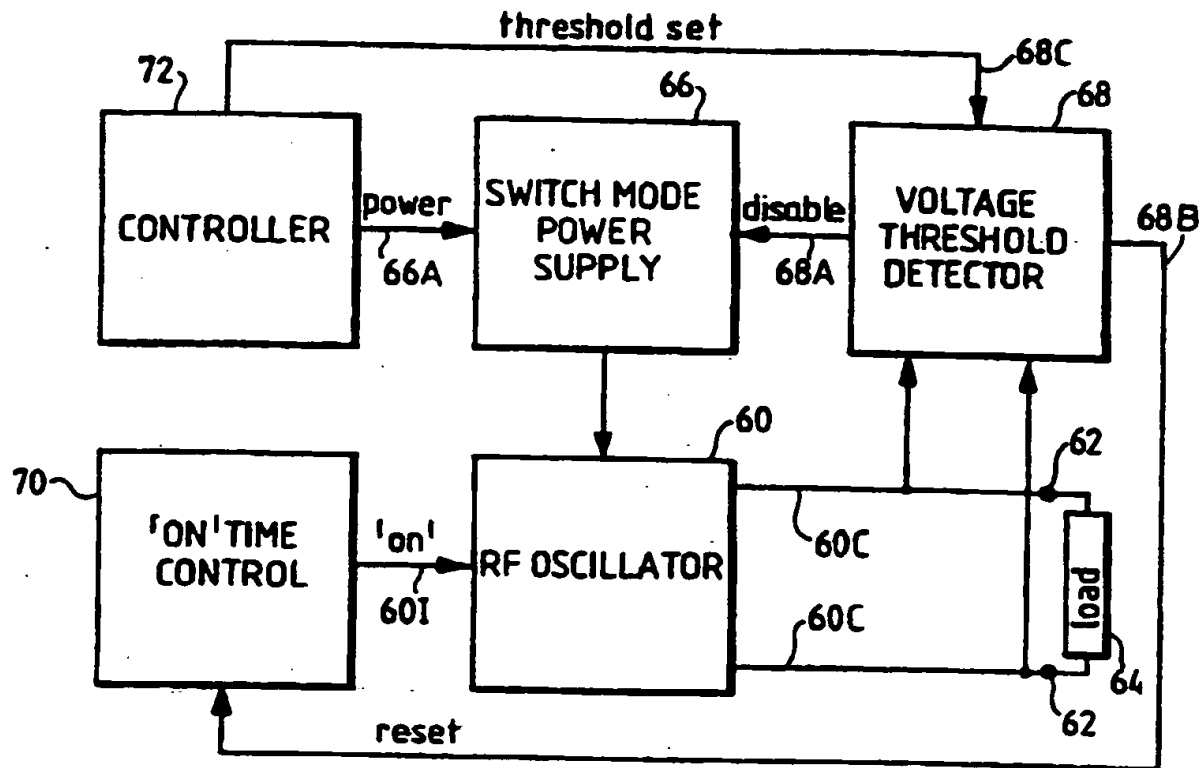 threshold set
68C
72
66
68
CONTROLLER
power
66A
SWITCH MODE
POWER
SUPPLY
disable
68A
VOLTAGE
THRESHOLD
DETECTOR
68B
70
'ON' TIME
CONTROL
'on'
60I
60
RF OSCILLATOR
60C
60C
62
load
64
62
reset